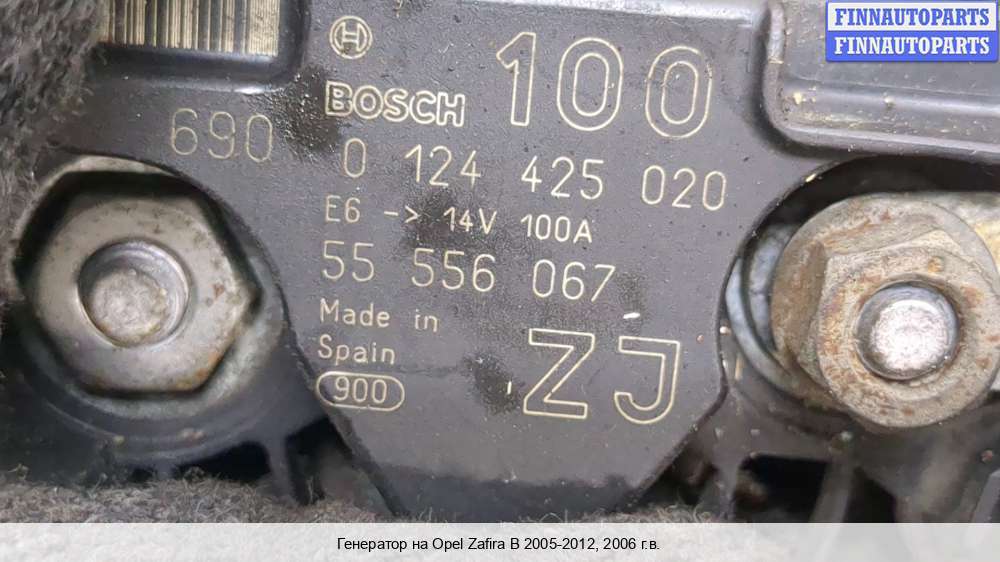 FINNAUTOPARTS
FINNAUTOPARTS
H
BOSCH
100
690
0 124 425 020
E6 -> 14V 100A
55 556 067
Made in
Spain
900
ZJ
Генератор на Opel Zafira B 2005-2012, 2006 г.в.